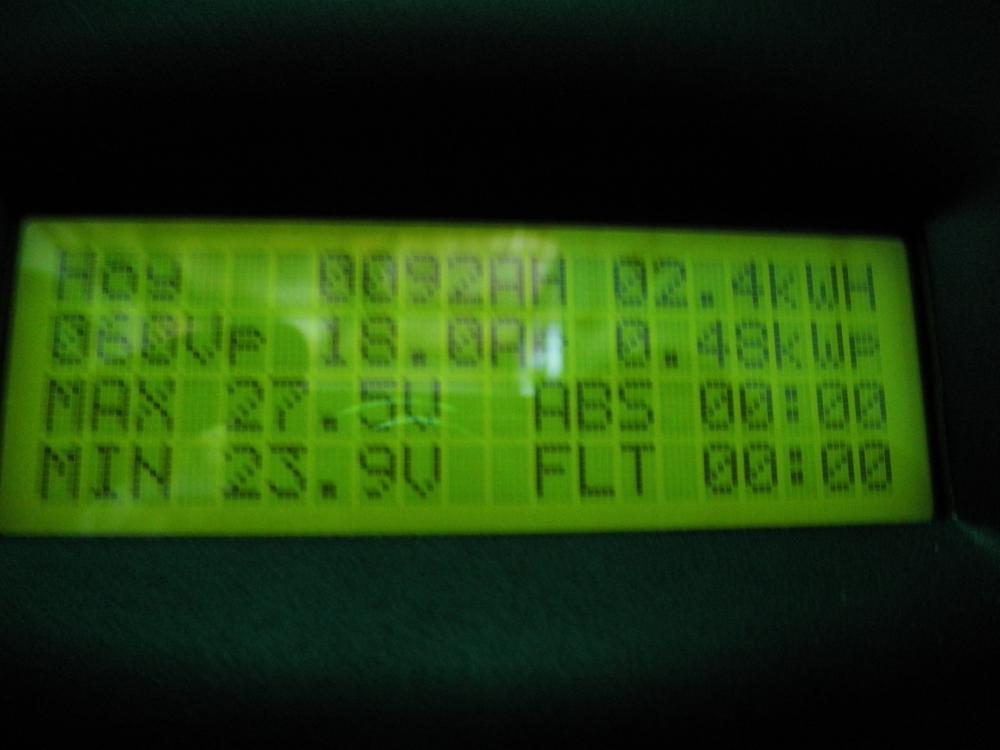 Hoy 0092AH 02.4kWH
060Vp 18.0Ap 0.48kWp
MAX 27.5V ABS 00:00
MIN 23.9V FLT 00:00